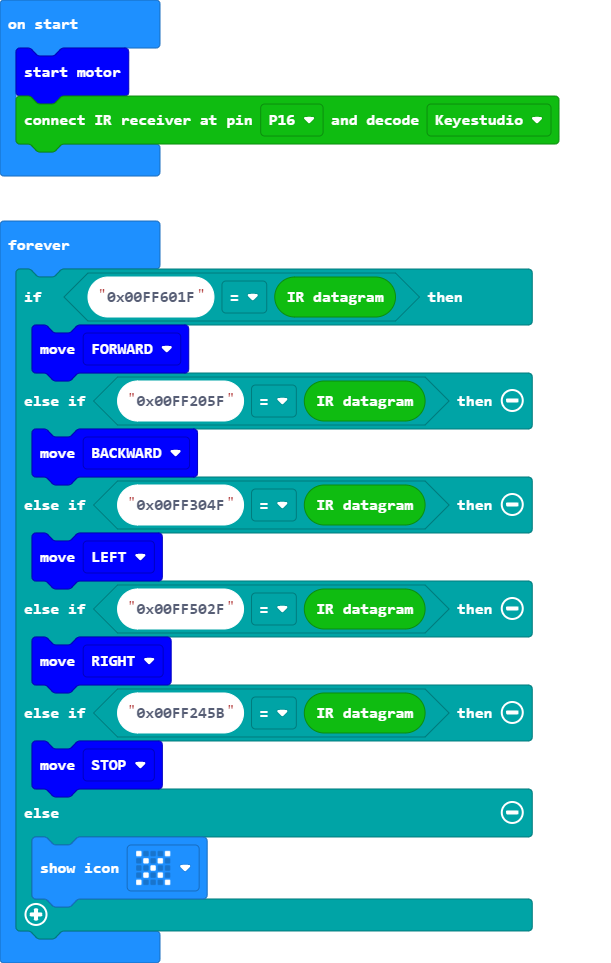 on start
start motor
connect IR receiver at pin P16 and decode Keyestudio
forever
if "0x00FF601F" = IR datagram then
move FORWARD
else if "0x00FF205F" = IR datagram then
move BACKWARD
else if "0x00FF304F" = IR datagram then
move LEFT
else if "0x00FF502F" = IR datagram then
move RIGHT
else if "0x00FF245B" = IR datagram then
move STOP
else
show icon